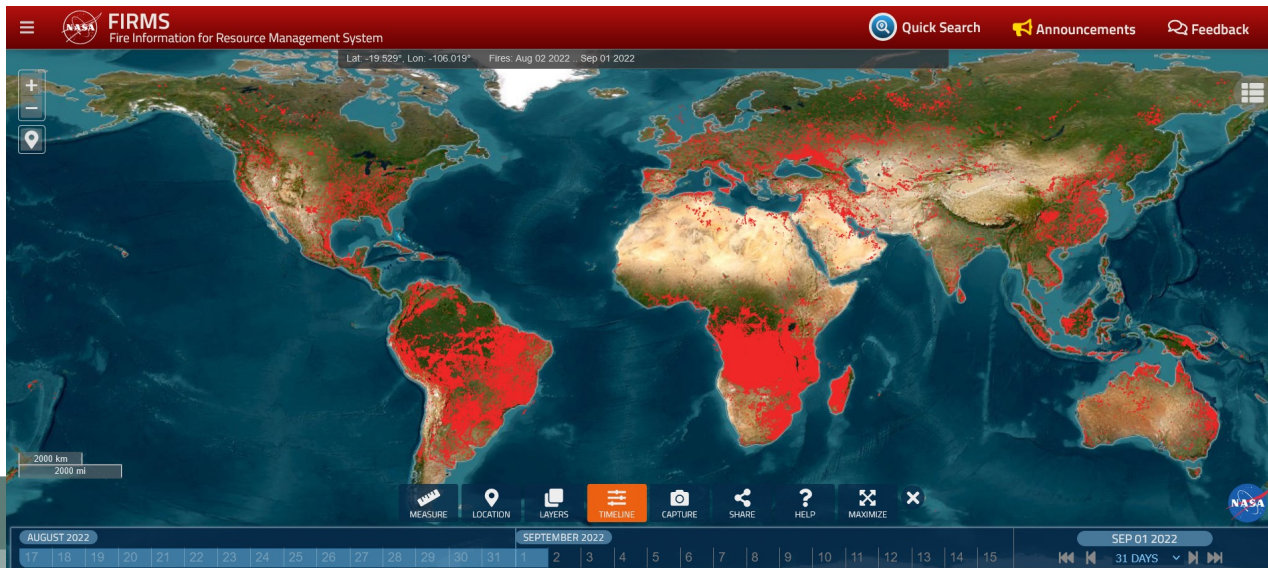 NASA
FIRMS
Fire Information for Resource Management System
Quick Search
Announcements
Feedback
Lat: -19.529°, Lon: -106.019° Fires: Aug 02 2022 .. Sep 01 2022
+
−
2000 km
2000 mi
MEASURE
LOCATION
LAYERS
TIMELINE
CAPTURE
SHARE
?
HELP
MAXIMIZE
NASA
AUGUST 2022
SEPTEMBER 2022
SEP 01 2022
17 18 19 20 21 22 23 24 25 26 27 28 29 30 31 1 2 3 4 5 6 7 8 9 10 11 12 13 14 15
31 DAYS